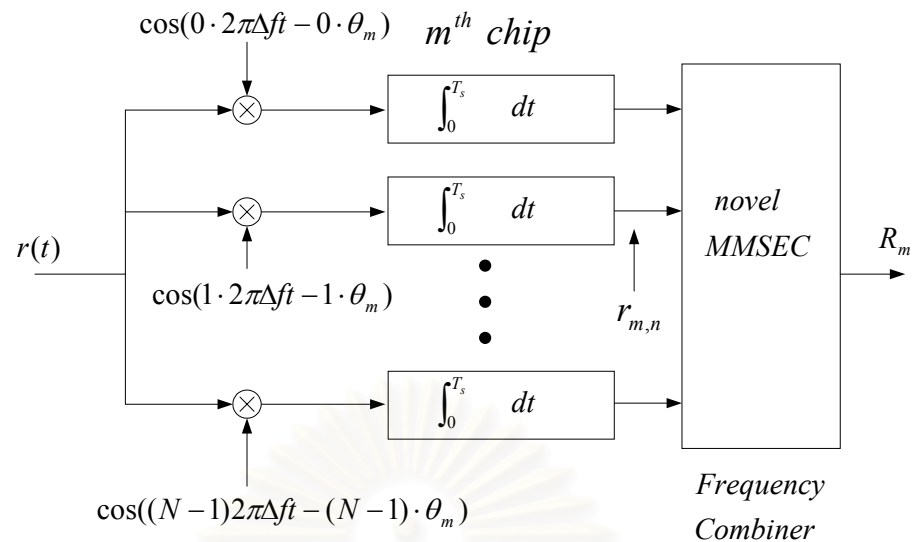 cos(0·2πΔft−0·θ_m)
m^th chip
∫_0^{T_s} dt
∫_0^{T_s} dt
novel
MMSEC
r(t)
R_m
cos(1·2πΔft−1·θ_m)
r_{m,n}
∫_0^{T_s} dt
cos((N−1)2πΔft−(N−1)·θ_m)
Frequency
Combiner